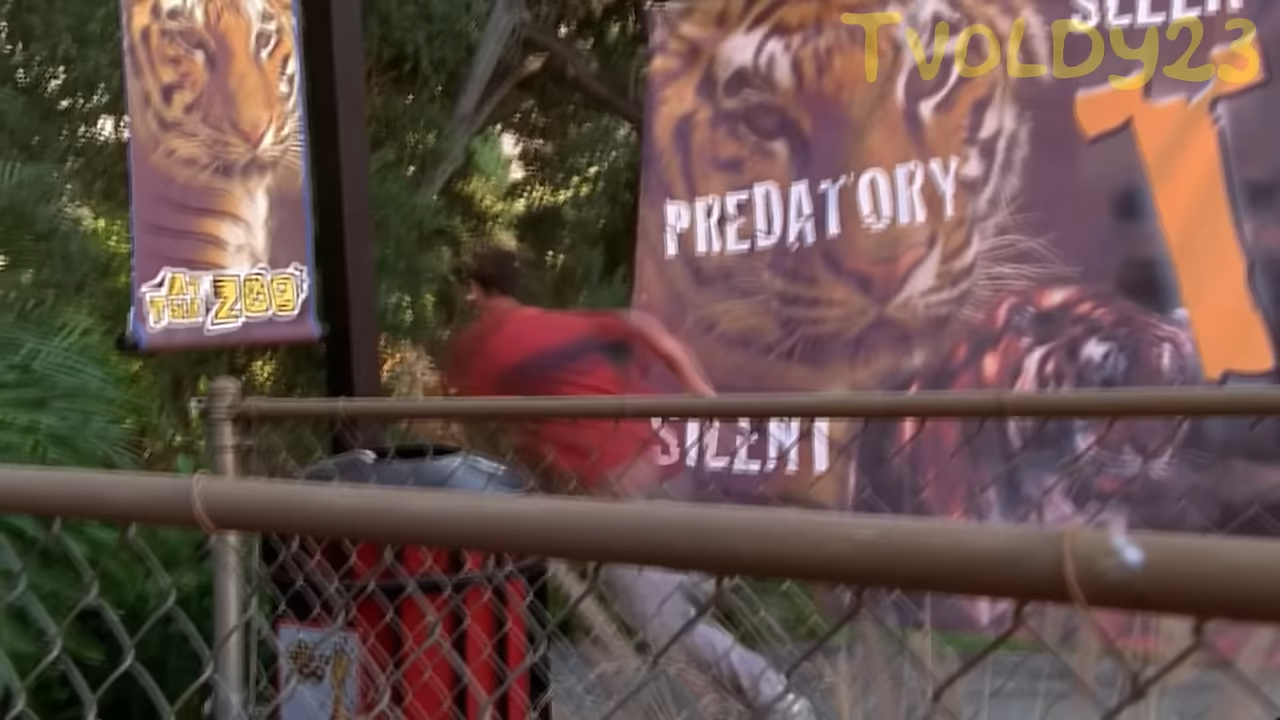 TVOLDY23
PREDATORY
AT
THE ZOO
SILENT